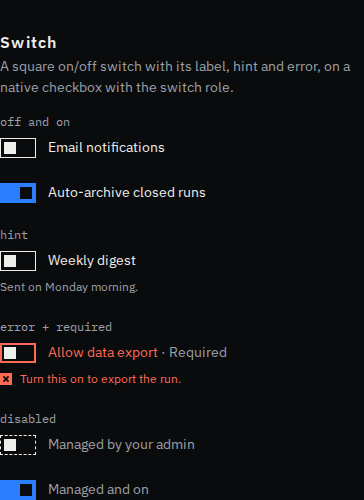 Switch
A square on/off switch with its label, hint and error, on a
native checkbox with the switch role.
off and on
Email notifications
Auto-archive closed runs
hint
Weekly digest
Sent on Monday morning.
error + required
Allow data export · Required
Turn this on to export the run.
disabled
Managed by your admin
Managed and on